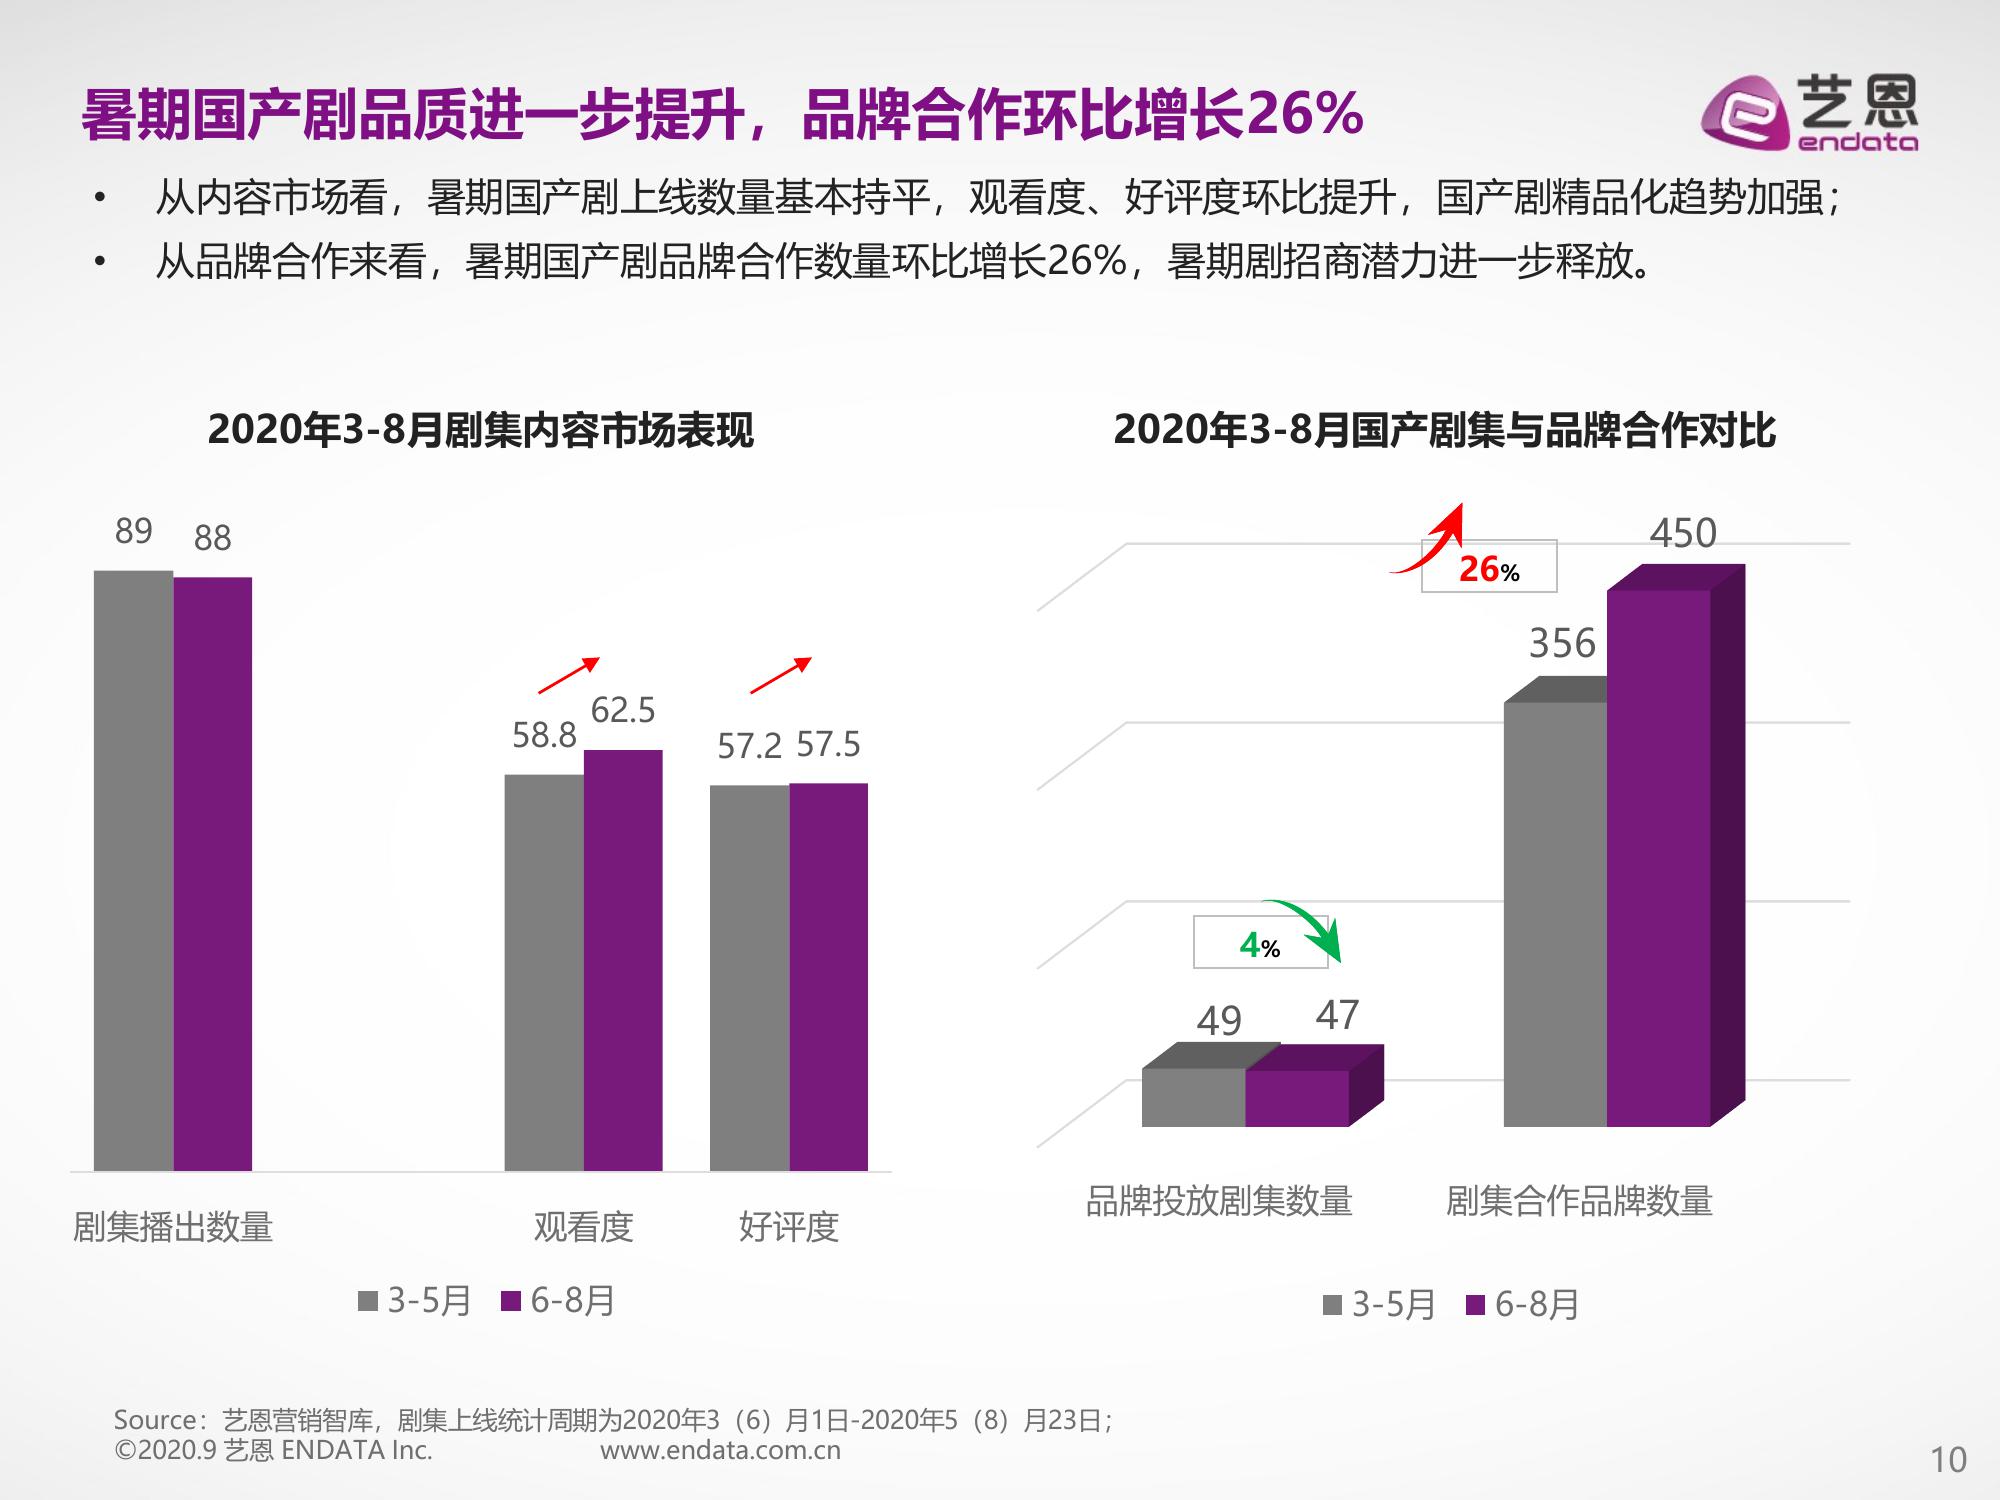 暑期国产剧品质进一步提升，品牌合作环比增长26%
艺恩
endata
• 从内容市场看，暑期国产剧上线数量基本持平，观看度、好评度环比提升，国产剧精品化趋势加强；
• 从品牌合作来看，暑期国产剧品牌合作数量环比增长26%，暑期剧招商潜力进一步释放。
2020年3-8月剧集内容市场表现
89 88
58.8 62.5
57.2 57.5
剧集播出数量 观看度 好评度
3-5月 6-8月
2020年3-8月国产剧集与品牌合作对比
26%
450
356
4%
49 47
品牌投放剧集数量 剧集合作品牌数量
3-5月 6-8月
Source：艺恩营销智库，剧集上线统计周期为2020年3（6）月1日-2020年5（8）月23日；
©2020.9 艺恩 ENDATA Inc. www.endata.com.cn
10